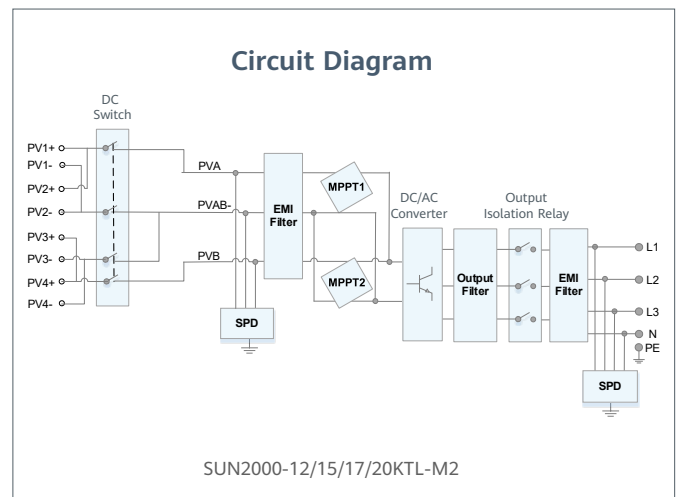 Circuit Diagram
DC
Switch
PV1+
PV1-
PV2+
PV2-
PV3+
PV3-
PV4+
PV4-
PVA
PVAB-
PVB
EMI
Filter
SPD
MPPT1
MPPT2
DC/AC
Converter
Output
Filter
Output
Isolation Relay
EMI
Filter
L1
L2
L3
N
PE
SPD
SUN2000-12/15/17/20KTL-M2